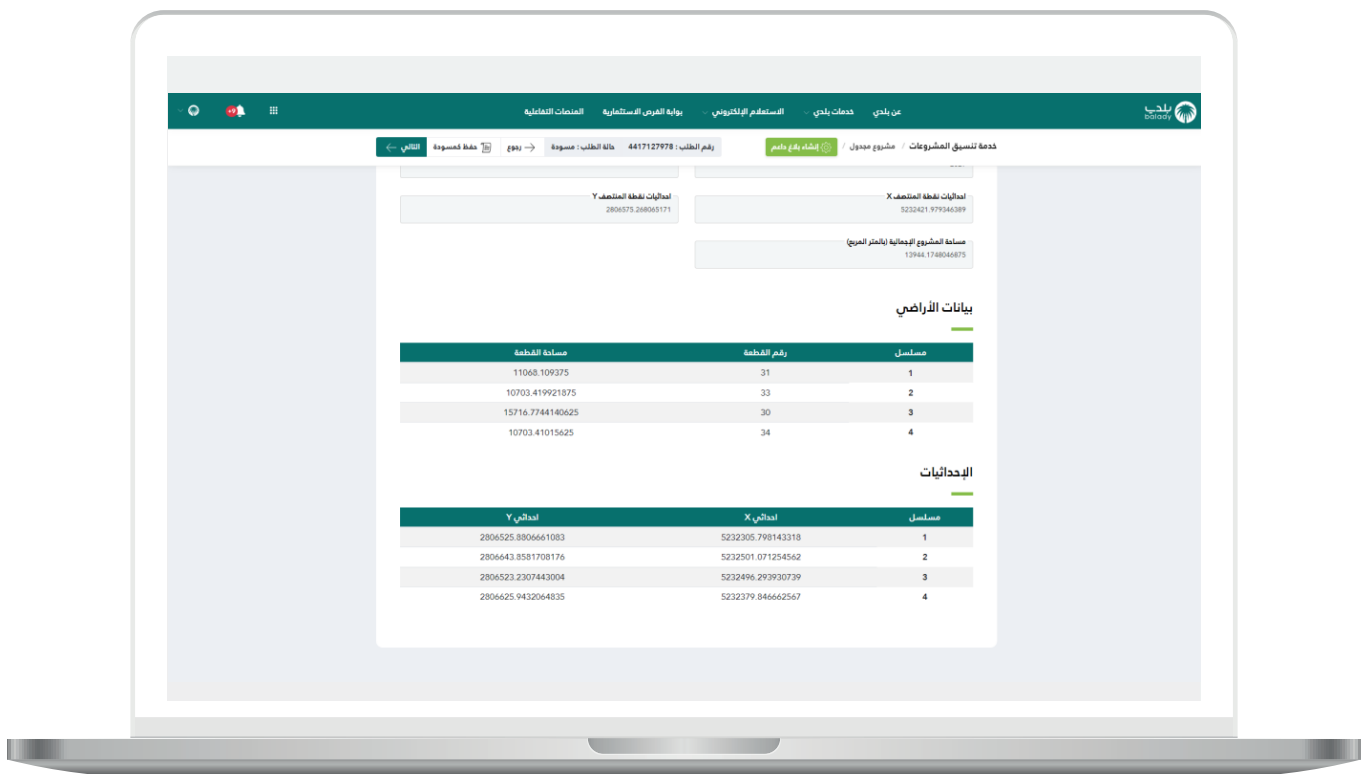 بلدي
balady
عن بلدي خدمات بلدي الاستعلام الإلكتروني بوابة الفرص الاستثمارية المنصات التفاعلية
خدمة تنسيق المشروعات / مشروع مجدول / إنشاء بلاغ داعم رقم الطلب : 4417127978 حالة الطلب : مسودة رجوع حفظ كمسودة التالي
احداثيات نقطة المنتصف X احداثيات نقطة المنتصف Y
5232421.979346389 2806575.268065171
مساحة المشروع الإجمالية (بالمتر المربع)
13944.1748046875
بيانات الأراضي
مسلسل رقم القطعة مساحة القطعة
1 31 11068.109375
2 33 10703.419921875
3 30 15716.7744140625
4 34 10703.41015625
الإحداثيات
مسلسل احداثي X احداثي Y
1 5232305.798143318 2806525.8806661083
2 5232501.071254562 2806643.8581708176
3 5232496.293930739 2806523.2307443004
4 5232379.846662567 2806625.9432064835